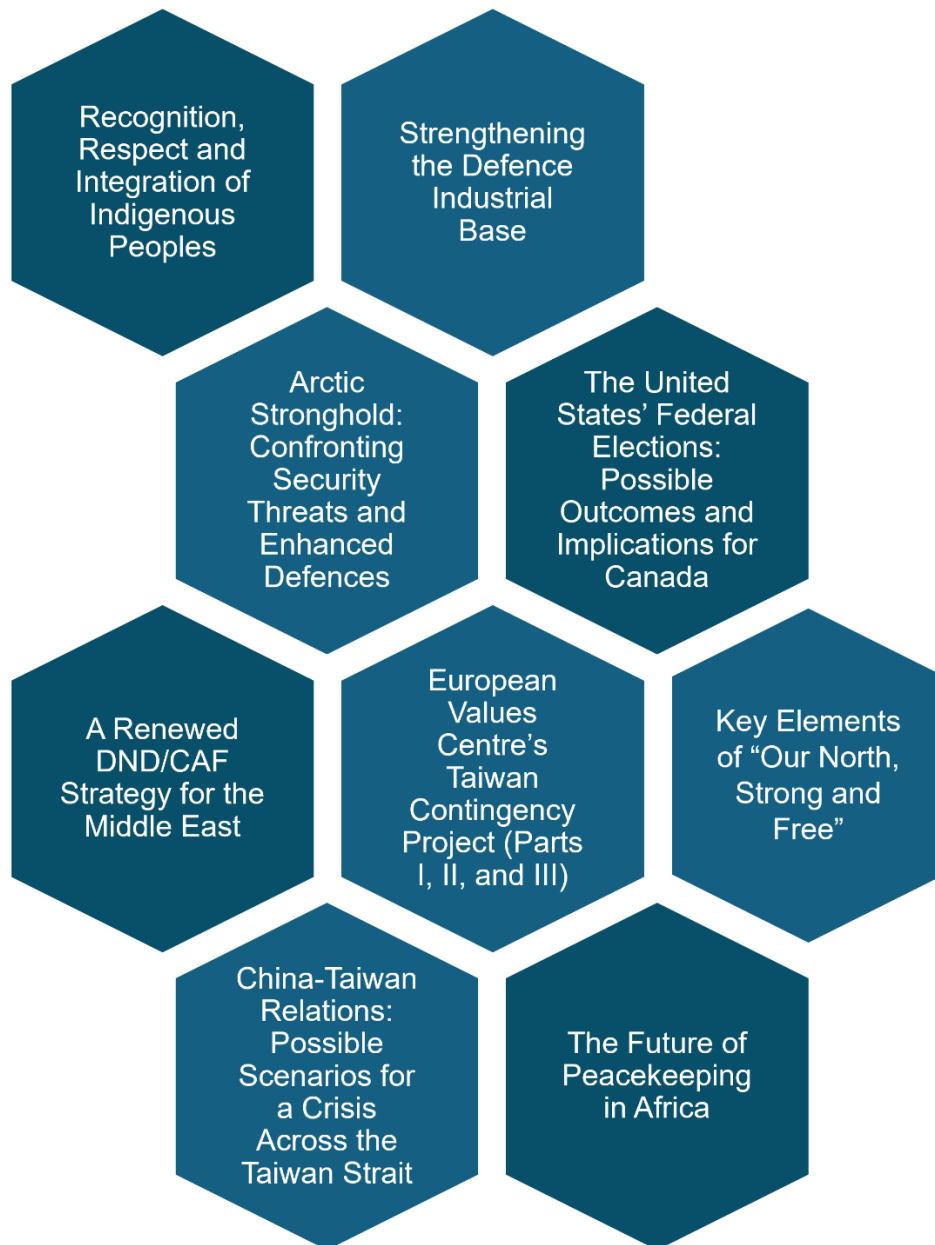 Recognition,
Respect and
Integration of
Indigenous
Peoples
Strengthening
the Defence
Industrial
Base
Arctic
Stronghold:
Confronting
Security
Threats and
Enhanced
Defences
The United
States’ Federal
Elections:
Possible
Outcomes and
Implications for
Canada
A Renewed
DND/CAF
Strategy for the
Middle East
European
Values
Centre’s
Taiwan
Contingency
Project (Parts
I, II, and III)
Key Elements
of “Our North,
Strong and
Free”
China-Taiwan
Relations:
Possible
Scenarios for
a Crisis
Across the
Taiwan Strait
The Future of
Peacekeeping
in Africa